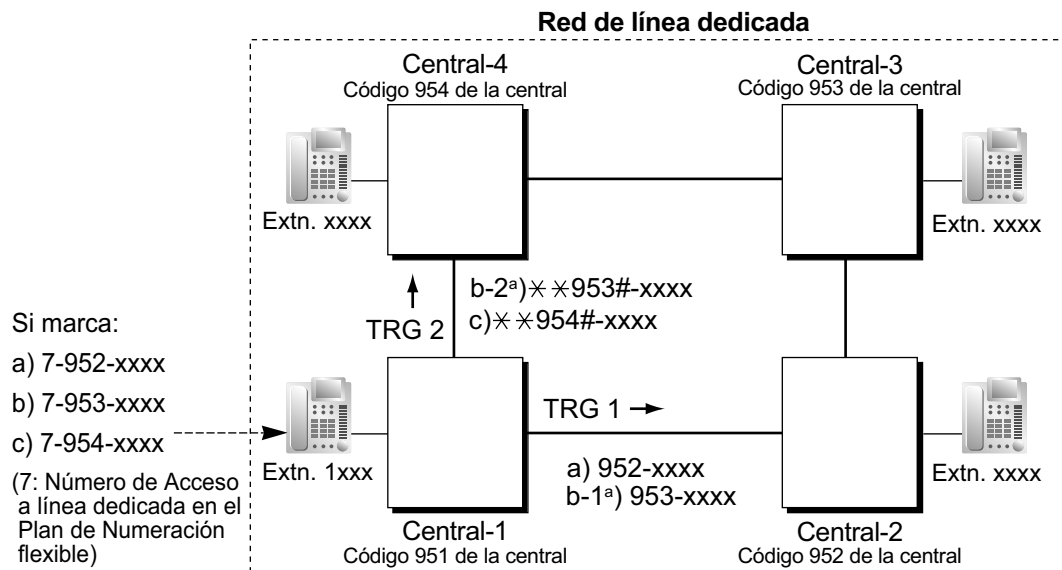 Red de línea dedicada
Central-4
Código 954 de la central
Central-3
Código 953 de la central
Extn. xxxx
Extn. xxxx
b-2ª)✳✳953#-xxxx
c)✳✳954#-xxxx
TRG 2
Si marca:
a) 7-952-xxxx
b) 7-953-xxxx
c) 7-954-xxxx
(7: Número de Acceso
a línea dedicada en el
Plan de Numeración
flexible)
TRG 1
Extn. 1xxx
a) 952-xxxx
b-1ª) 953-xxxx
Extn. xxxx
Central-1
Código 951 de la central
Central-2
Código 952 de la central